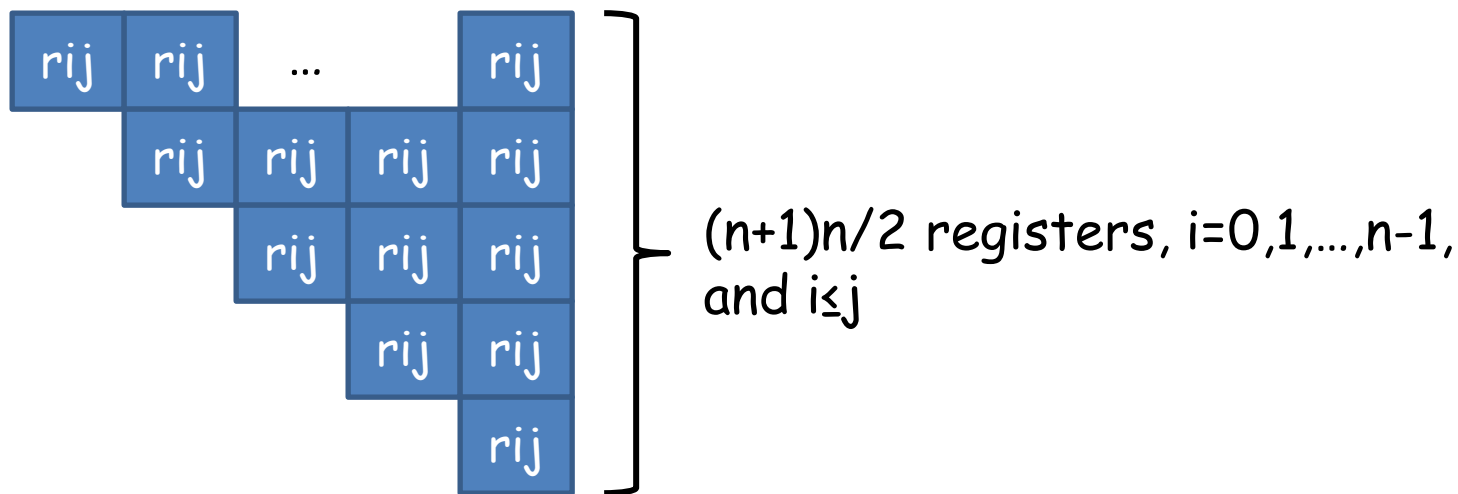 rij rij ... rij
rij rij rij rij
rij rij rij
(n+1)n/2 registers, i=0,1,...,n-1,
and i≤j
rij rij
rij